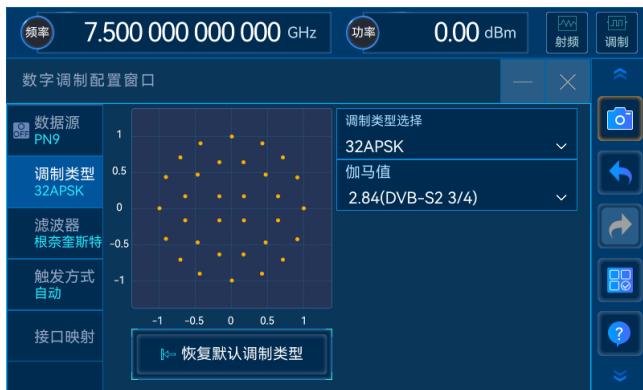 频率 7.500 000 000 000 GHz 功率 0.00 dBm 射频 调制
数字调制配置窗口
OFF 数据源
PN9
调制类型
32APSK
滤波器
根奈奎斯特
触发方式
自动
接口映射
1
0.5
0
-0.5
-1
-1 -0.5 0 0.5 1
恢复默认调制类型
调制类型选择
32APSK
伽马值
2.84(DVB-S2 3/4)
?